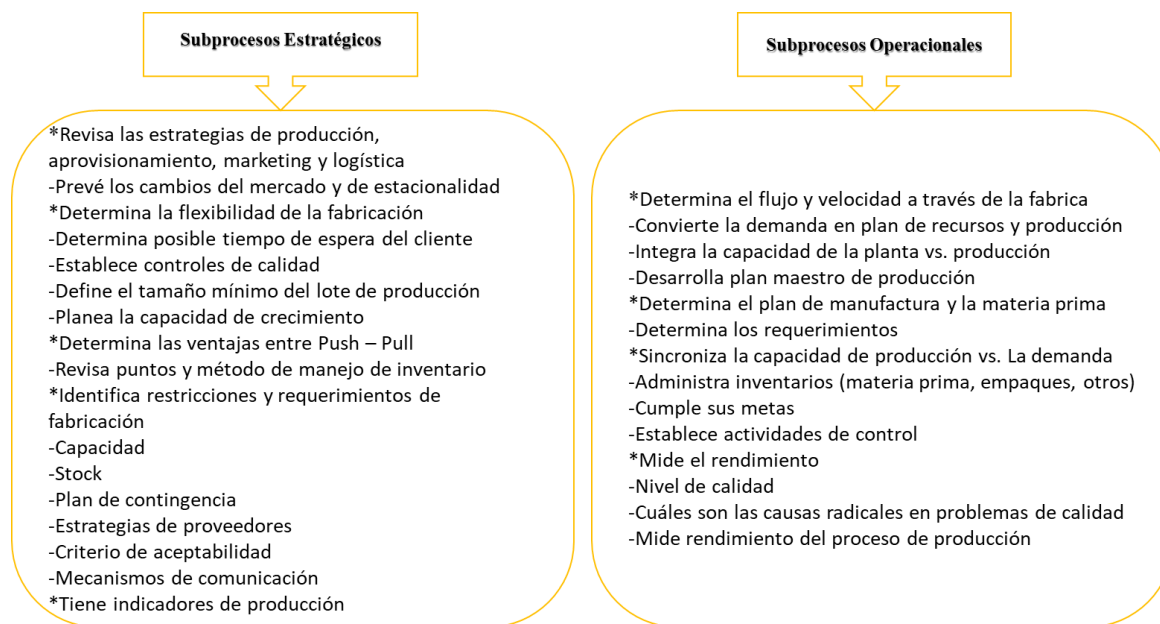 Subprocesos Estratégicos
*Revisa las estrategias de producción,
aprovisionamiento, marketing y logística
-Prevé los cambios del mercado y de estacionalidad
*Determina la flexibilidad de la fabricación
-Determina posible tiempo de espera del cliente
-Establece controles de calidad
-Define el tamaño mínimo del lote de producción
-Planea la capacidad de crecimiento
*Determina las ventajas entre Push – Pull
-Revisa puntos y método de manejo de inventario
*Identifica restricciones y requerimientos de
fabricación
-Capacidad
-Stock
-Plan de contingencia
-Estrategias de proveedores
-Criterio de aceptabilidad
-Mecanismos de comunicación
*Tiene indicadores de producción
Subprocesos Operacionales
*Determina el flujo y velocidad a través de la fabrica
-Convierte la demanda en plan de recursos y producción
-Integra la capacidad de la planta vs. producción
-Desarrolla plan maestro de producción
*Determina el plan de manufactura y la materia prima
-Determina los requerimientos
*Sincroniza la capacidad de producción vs. La demanda
-Administra inventarios (materia prima, empaques, otros)
-Cumple sus metas
-Establece actividades de control
*Mide el rendimiento
-Nivel de calidad
-Cuáles son las causas radicales en problemas de calidad
-Mide rendimiento del proceso de producción